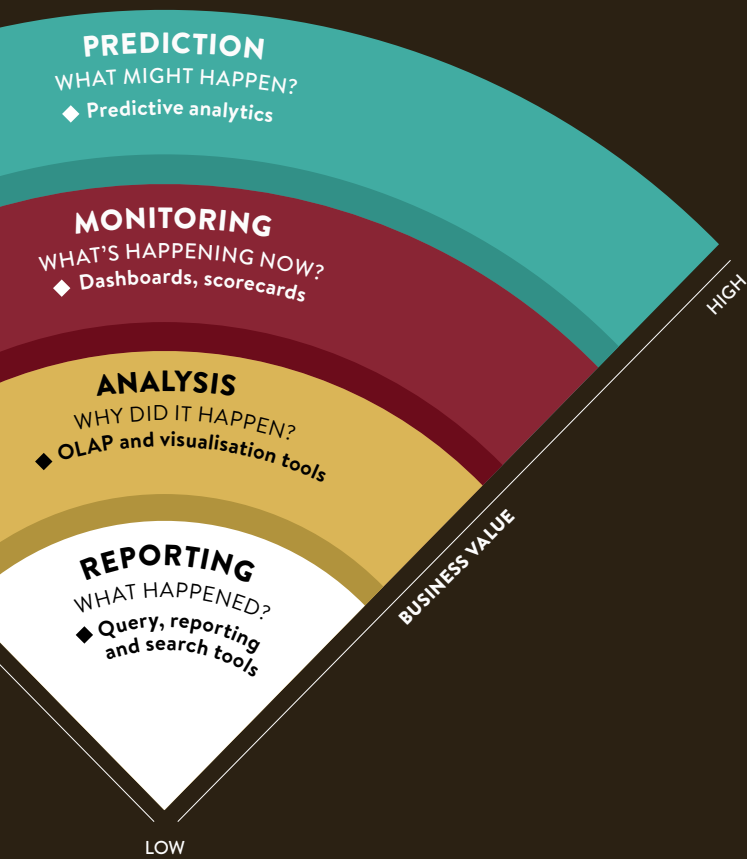 PREDICTION
WHAT MIGHT HAPPEN?
◆ Predictive analytics
MONITORING
WHAT'S HAPPENING NOW?
◆ Dashboards, scorecards
ANALYSIS
WHY DID IT HAPPEN?
◆ OLAP and visualisation tools
REPORTING
WHAT HAPPENED?
◆ Query, reporting
and search tools
HIGH
BUSINESS VALUE
LOW